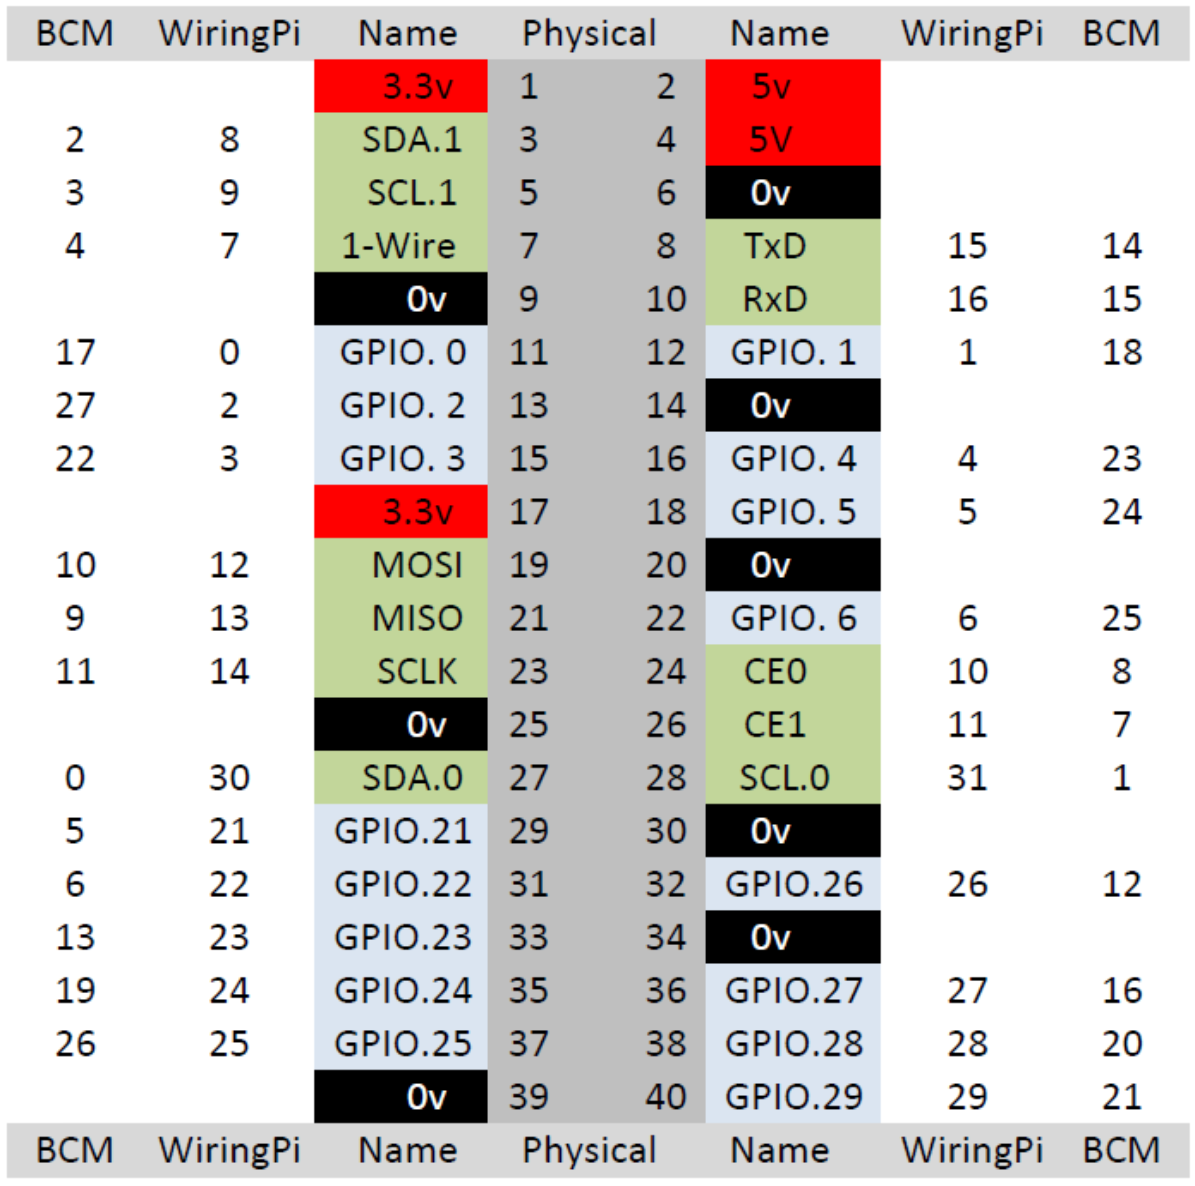 BCM WiringPi Name Physical Name WiringPi BCM
3.3v 1 2 5v
2 8 SDA.1 3 4 5V
3 9 SCL.1 5 6 0v
4 7 1-Wire 7 8 TxD 15 14
0v 9 10 RxD 16 15
17 0 GPIO. 0 11 12 GPIO. 1 1 18
27 2 GPIO. 2 13 14 0v
22 3 GPIO. 3 15 16 GPIO. 4 4 23
3.3v 17 18 GPIO. 5 5 24
10 12 MOSI 19 20 0v
9 13 MISO 21 22 GPIO. 6 6 25
11 14 SCLK 23 24 CE0 10 8
0v 25 26 CE1 11 7
0 30 SDA.0 27 28 SCL.0 31 1
5 21 GPIO.21 29 30 0v
6 22 GPIO.22 31 32 GPIO.26 26 12
13 23 GPIO.23 33 34 0v
19 24 GPIO.24 35 36 GPIO.27 27 16
26 25 GPIO.25 37 38 GPIO.28 28 20
0v 39 40 GPIO.29 29 21
BCM WiringPi Name Physical Name WiringPi BCM